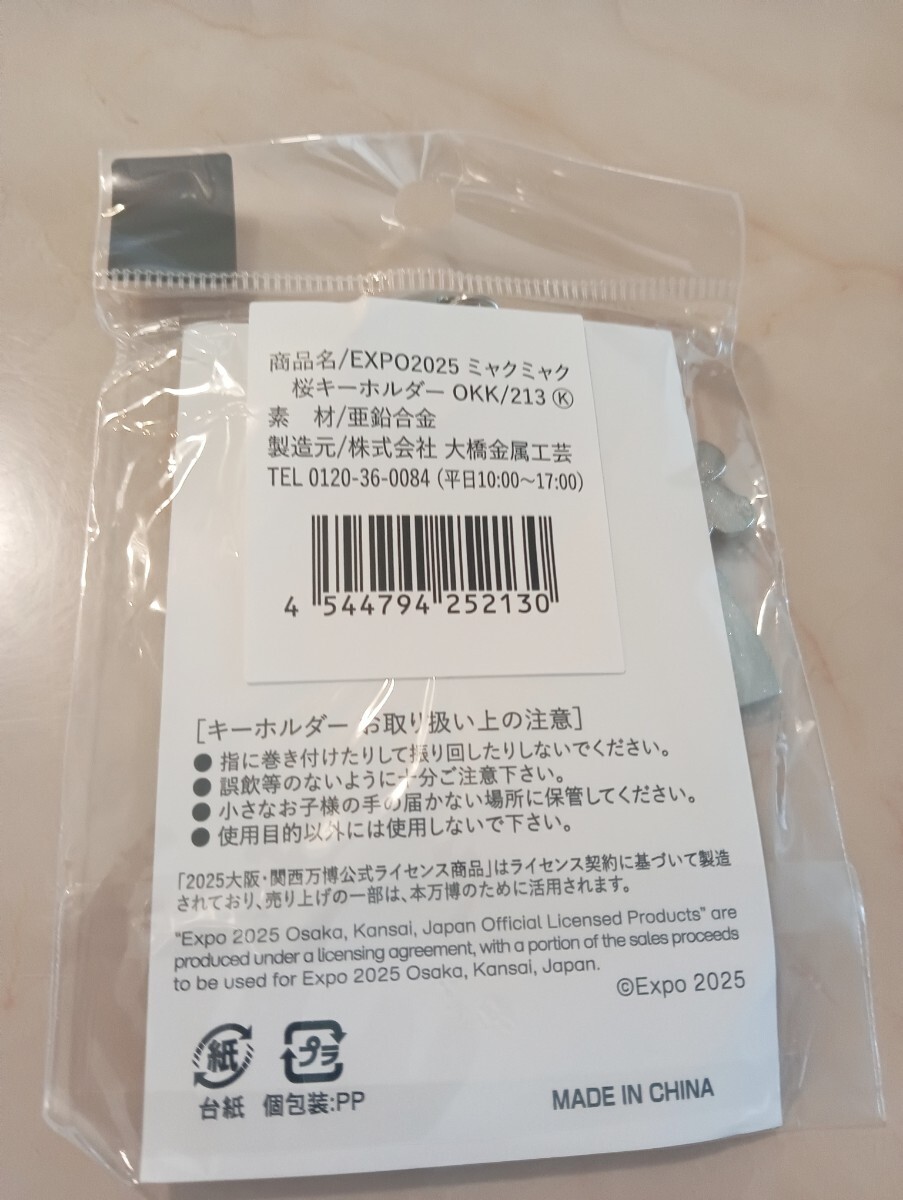 商品名/EXPO2025 ミャクミャク
桜キーホルダー OKK/213 Ⓚ
素　材/亜鉛合金
製造元/株式会社 大橋金属工芸
TEL 0120-36-0084 (平日10:00～17:00)
4 544794 252130
[キーホルダー お取り扱い上の注意]
● 指に巻き付けたりして振り回したりしないでください。
● 誤飲等のないように十分ご注意下さい。
● 小さなお子様の手の届かない場所に保管してください。
● 使用目的以外には使用しないで下さい。
「2025大阪・関西万博公式ライセンス商品」はライセンス契約に基づいて製造
されており、売り上げの一部は、本万博のために活用されます。
“Expo 2025 Osaka, Kansai, Japan Official Licensed Products” are
produced under a licensing agreement, with a portion of the sales proceeds
to be used for Expo 2025 Osaka, Kansai, Japan.
©Expo 2025
紙 プラ
台紙 個包装:PP
MADE IN CHINA